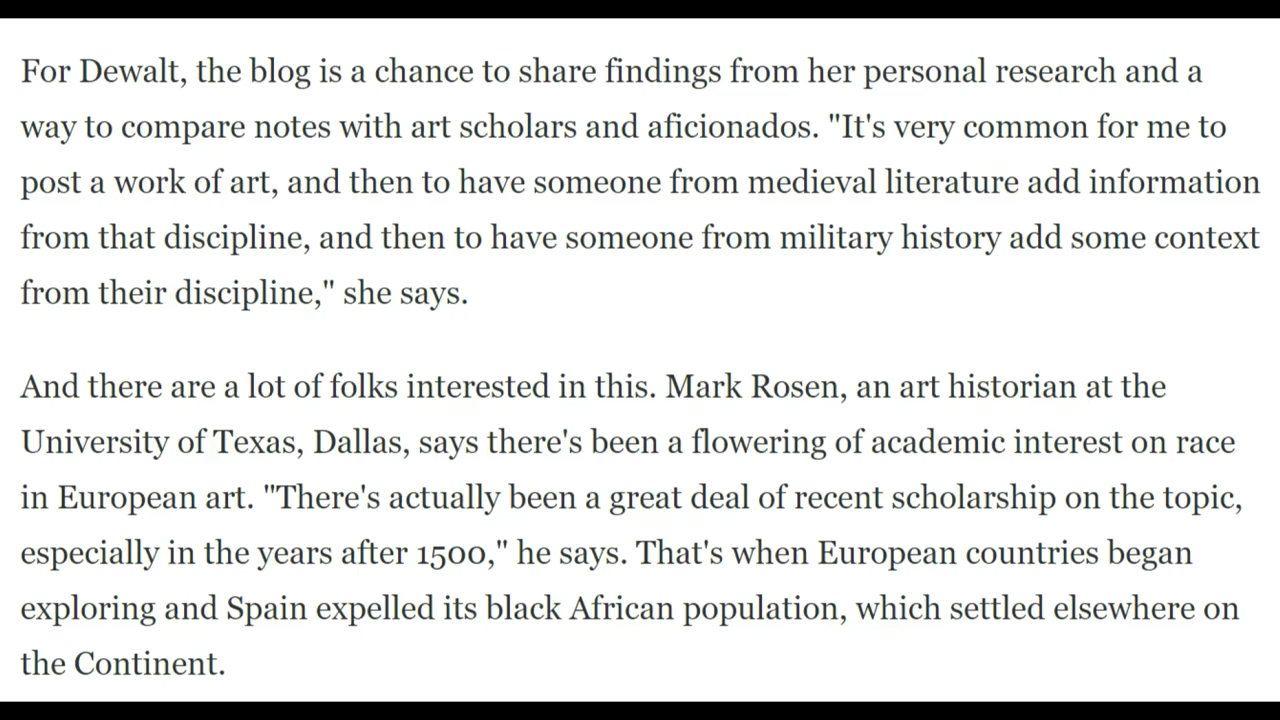 For Dewalt, the blog is a chance to share findings from her personal research and a
way to compare notes with art scholars and aficionados. "It's very common for me to
post a work of art, and then to have someone from medieval literature add information
from that discipline, and then to have someone from military history add some context
from their discipline," she says.
And there are a lot of folks interested in this. Mark Rosen, an art historian at the
University of Texas, Dallas, says there's been a flowering of academic interest on race
in European art. "There's actually been a great deal of recent scholarship on the topic,
especially in the years after 1500," he says. That's when European countries began
exploring and Spain expelled its black African population, which settled elsewhere on
the Continent.